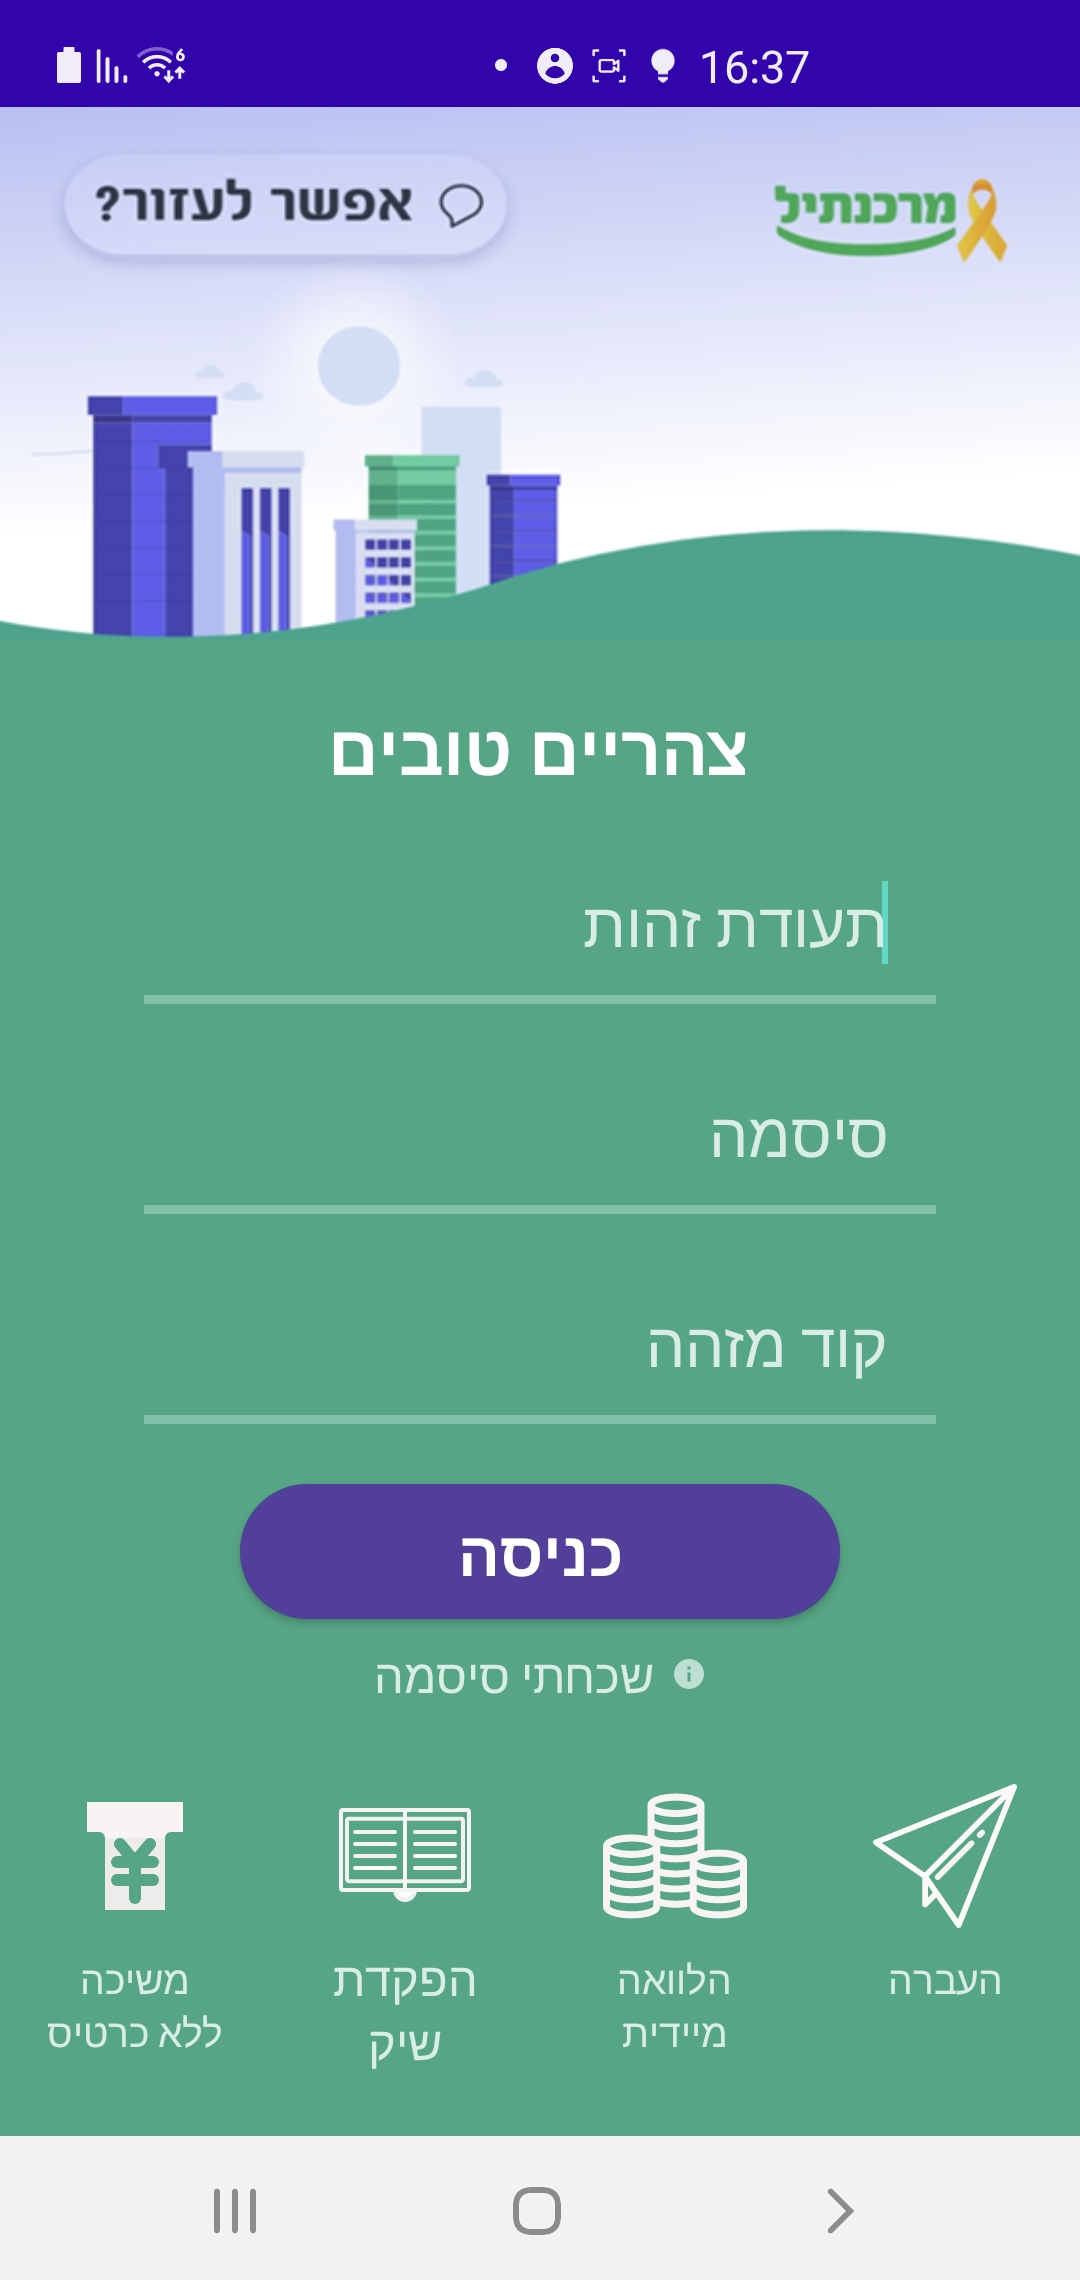 16:37
מרכנתיל
אפשר לעזור?
צהריים טובים
תעודת זהות
סיסמה
קוד מזהה
כניסה
שכחתי סיסמה
העברה
הלוואה
מיידית
הפקדת
שיק
משיכה
ללא כרטיס